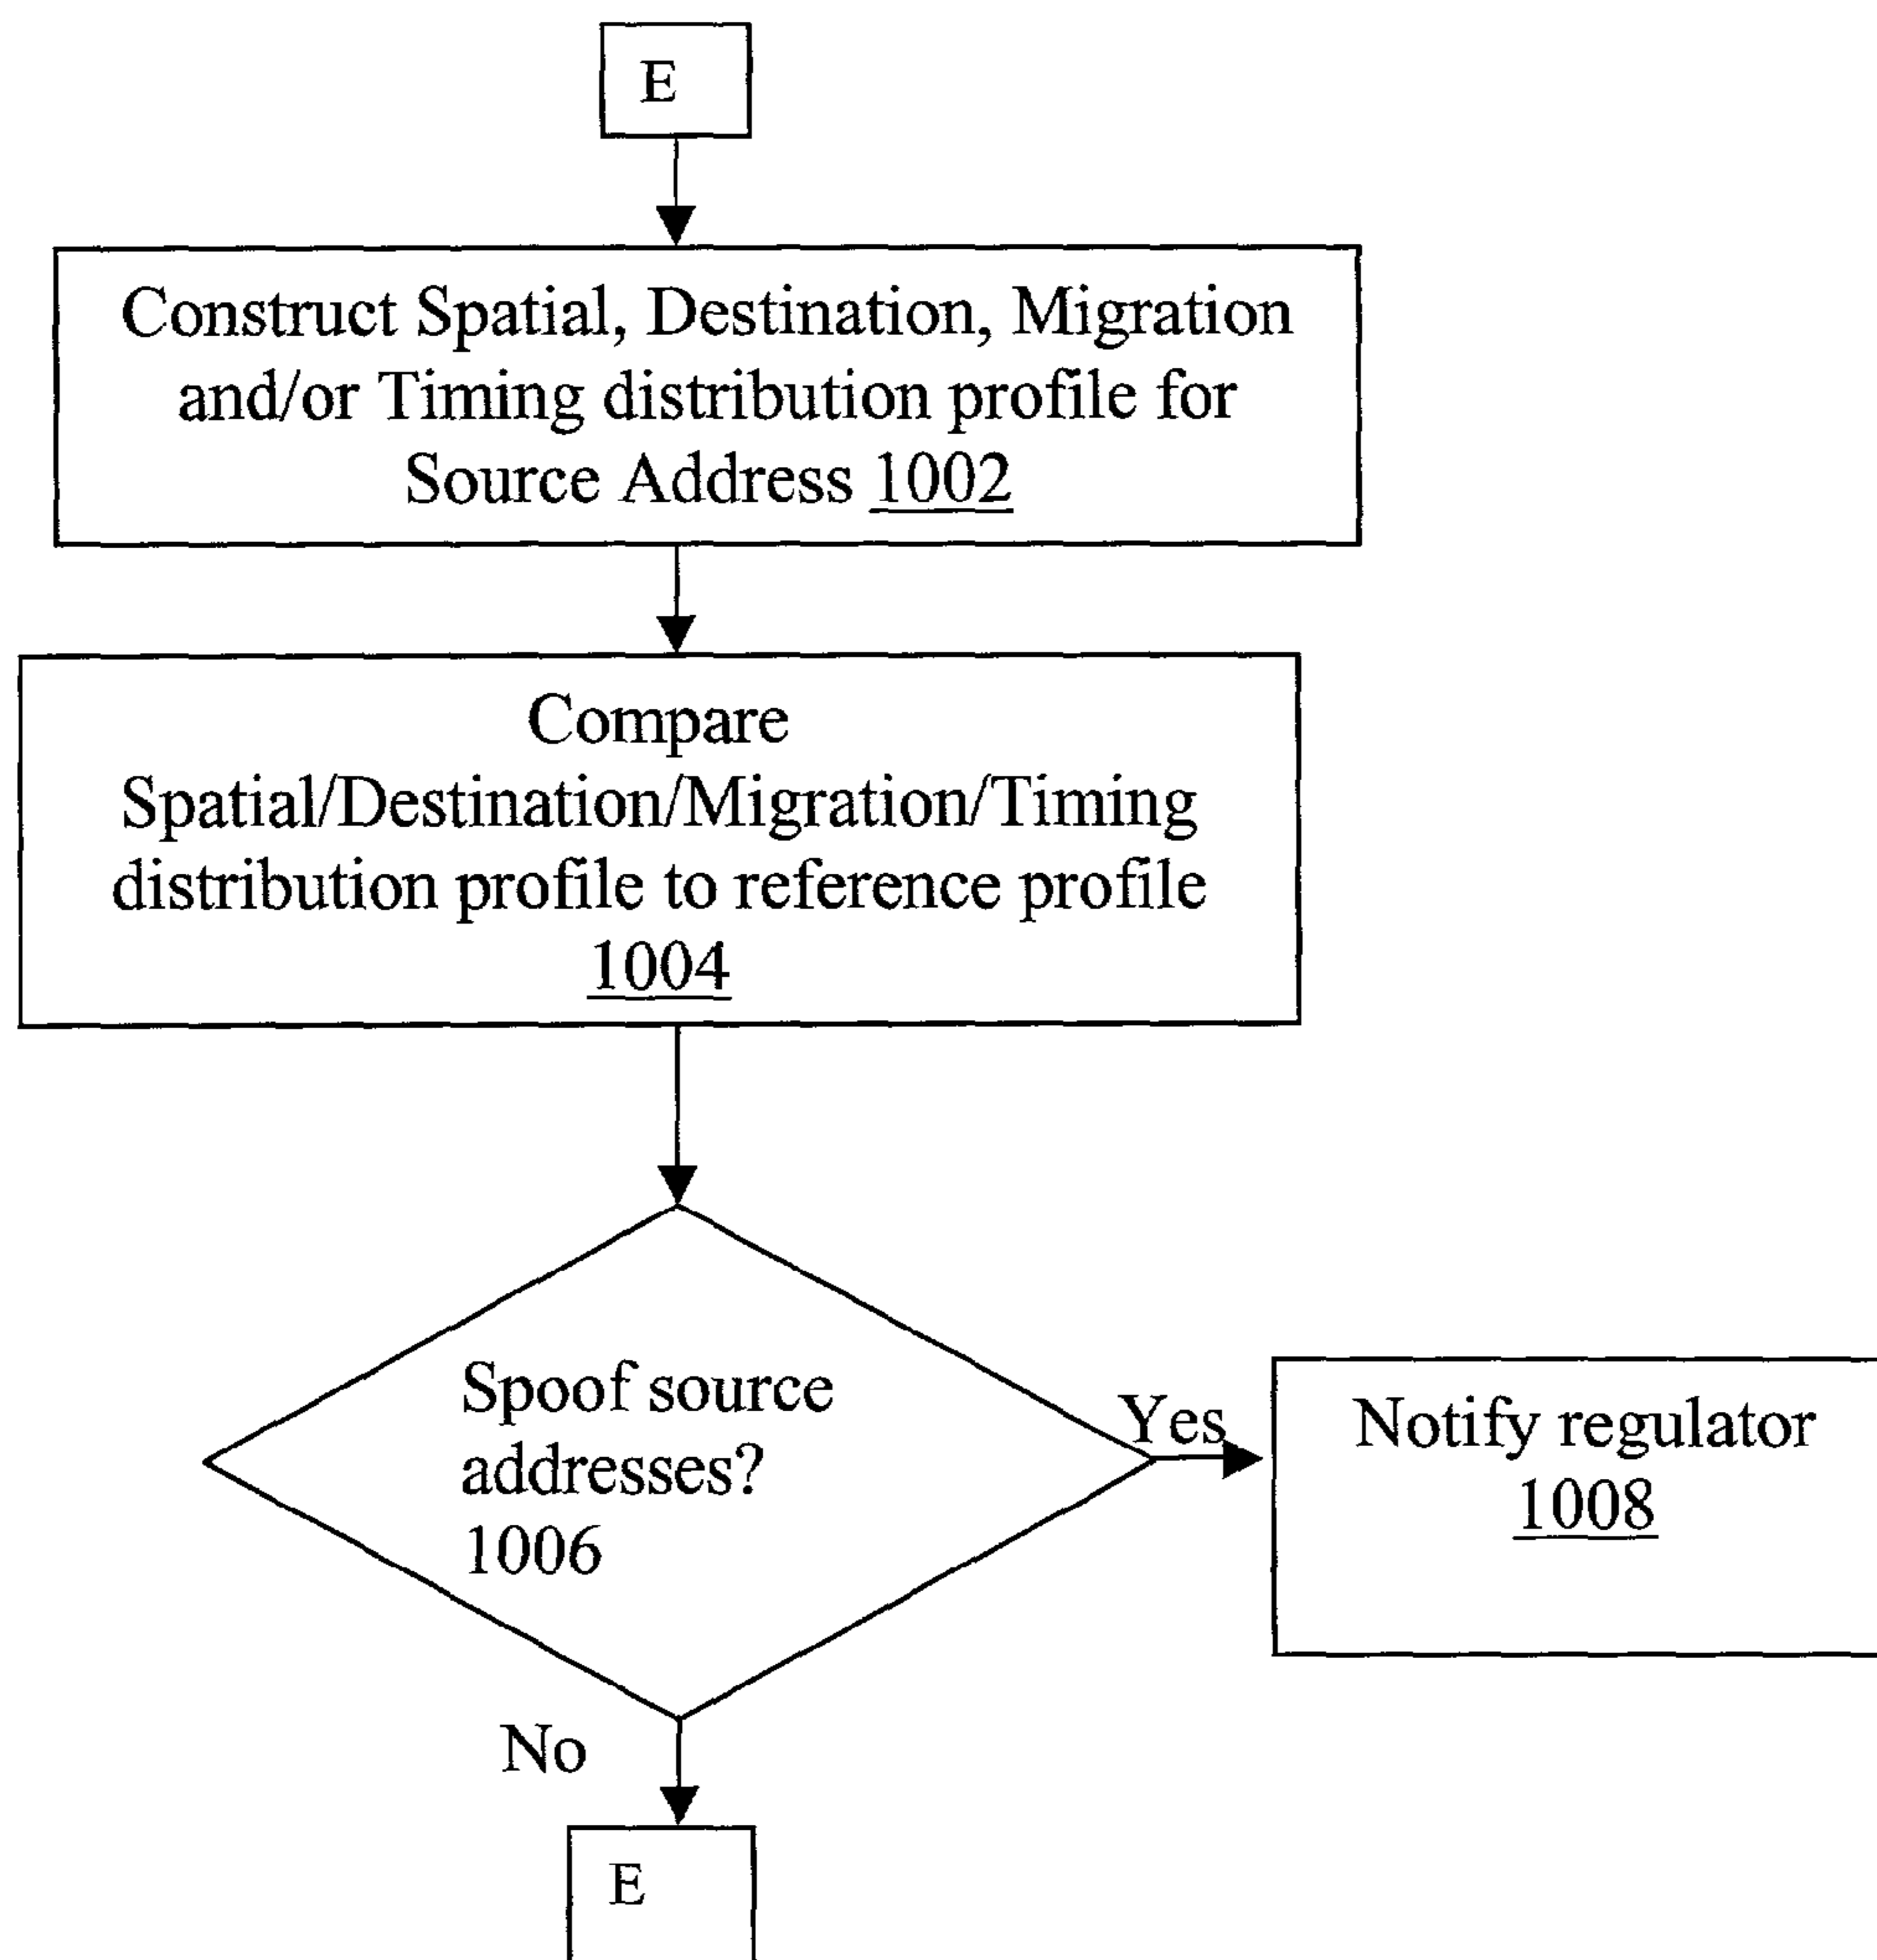 E
Construct Spatial, Destination, Migration
and/or Timing distribution profile for
Source Address 1002
Compare
Spatial/Destination/Migration/Timing
distribution profile to reference profile
1004
Spoof source
addresses?
1006
Yes
Notify regulator
1008
No
E